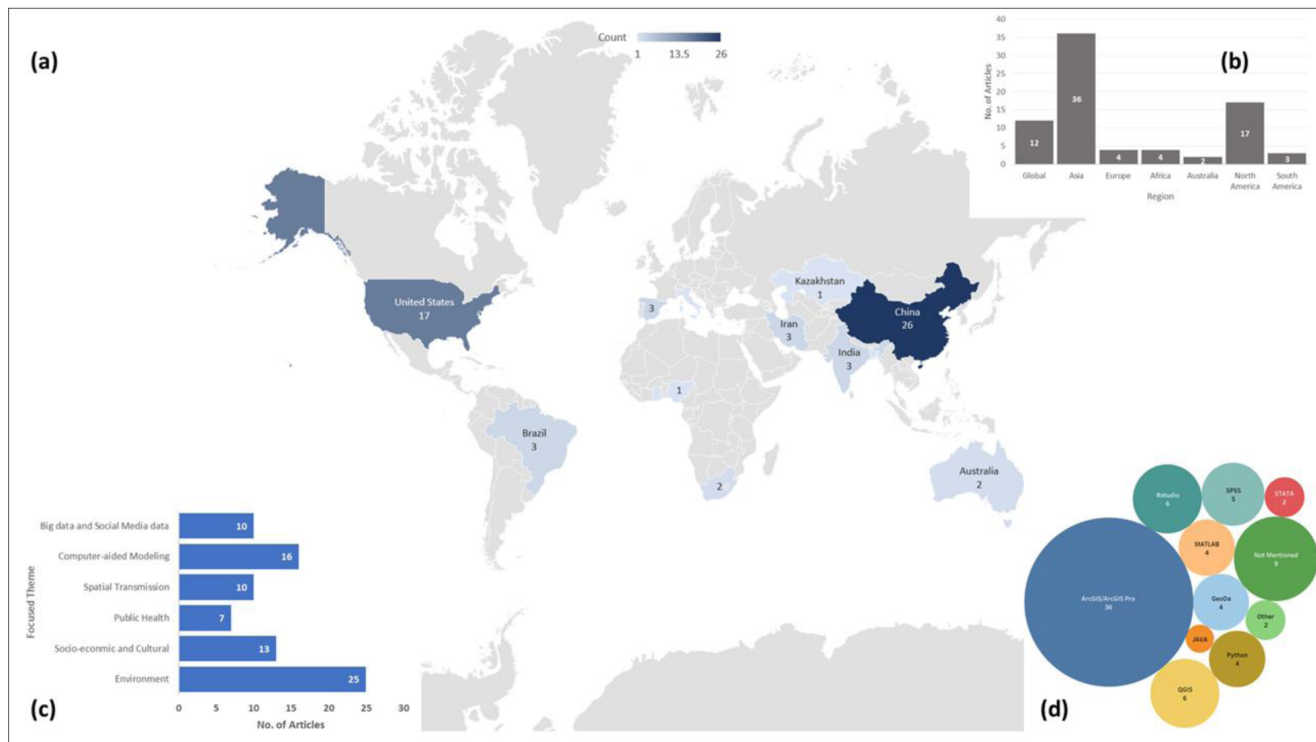 (a)
Count
1 13.5 26
United States
17
Brazil
3
3
1
2
Kazakhstan
1
Iran
3
India
3
China
26
Australia
2
(b)
No. of Articles
40
35
30
25
20
15
10
5
0
12
36
4
4
2
17
3
Global Asia Europe Africa Australia North America South America
Region
(c)
Focused Theme
Big data and Social Media data 10
Computer-aided Modeling 16
Spatial Transmission 10
Public Health 7
Socio-econmic and Cultural 13
Environment 25
0 5 10 15 20 25 30
No. of Articles
(d)
Rstudio
6
SPSS
5
STATA
2
MATLAB
4
Not Mentioned
9
ArcGIS/ArcGIS Pro
36
GeoDa
4
Other
2
JAVA
Python
4
QGIS
6